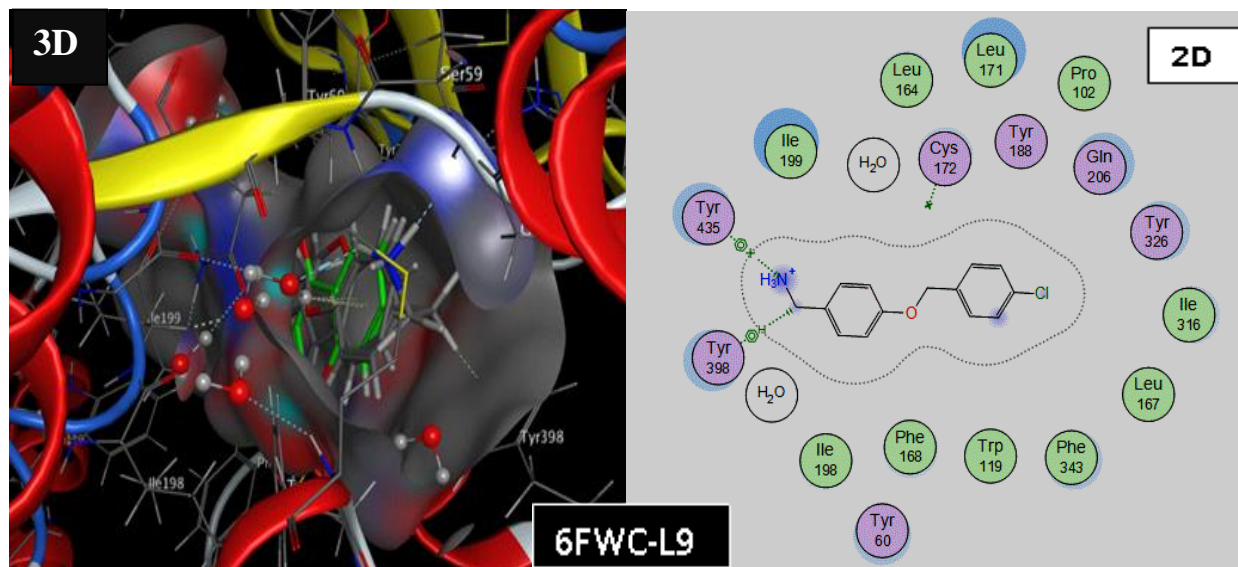 3D
Ser59
Tyr60
Tyr
Ile199
Ile198
Tyr398
6FWC-L9
2D
Leu
171
Leu
164
Pro
102
Ile
199
H₂O
Cys
172
Tyr
188
Gln
206
Tyr
435
Tyr
326
H₃N⁺
O
Cl
Ile
316
H
Tyr
398
H₂O
Leu
167
Ile
198
Phe
168
Trp
119
Phe
343
Tyr
60